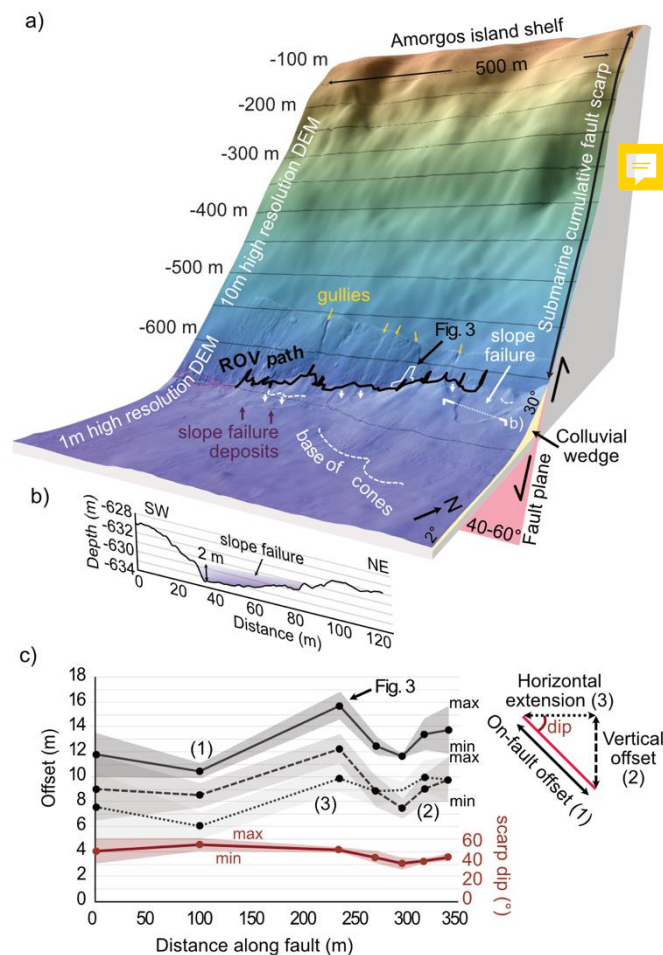 a)
Amorgos island shelf
500 m
-100 m
-200 m
-300 m
-400 m
-500 m
-600 m
10m high resolution DEM
1m high resolution DEM
Submarine cumulative fault scarp
gullies
Fig. 3
slope
failure
ROV path
b)
30°
slope failure
deposits
base of
cones
N
2°
Colluvial
wedge
Fault plane
40-60°
b)
Depth (m)
-628
-632
-630
-634
SW
2 m
slope failure
NE
0
20
40
60
80
100
120
Distance (m)
c)
Offset (m)
18
16
14
12
10
8
6
4
2
0
(1)
Fig. 3
max
min
max
min
(3)
(2)
max
min
60
40
20
0
scarp dip (°)
0
50
100
150
200
250
300
350
Distance along fault (m)
Horizontal
extension (3)
dip
On-fault offset (1)
Vertical
offset
(2)